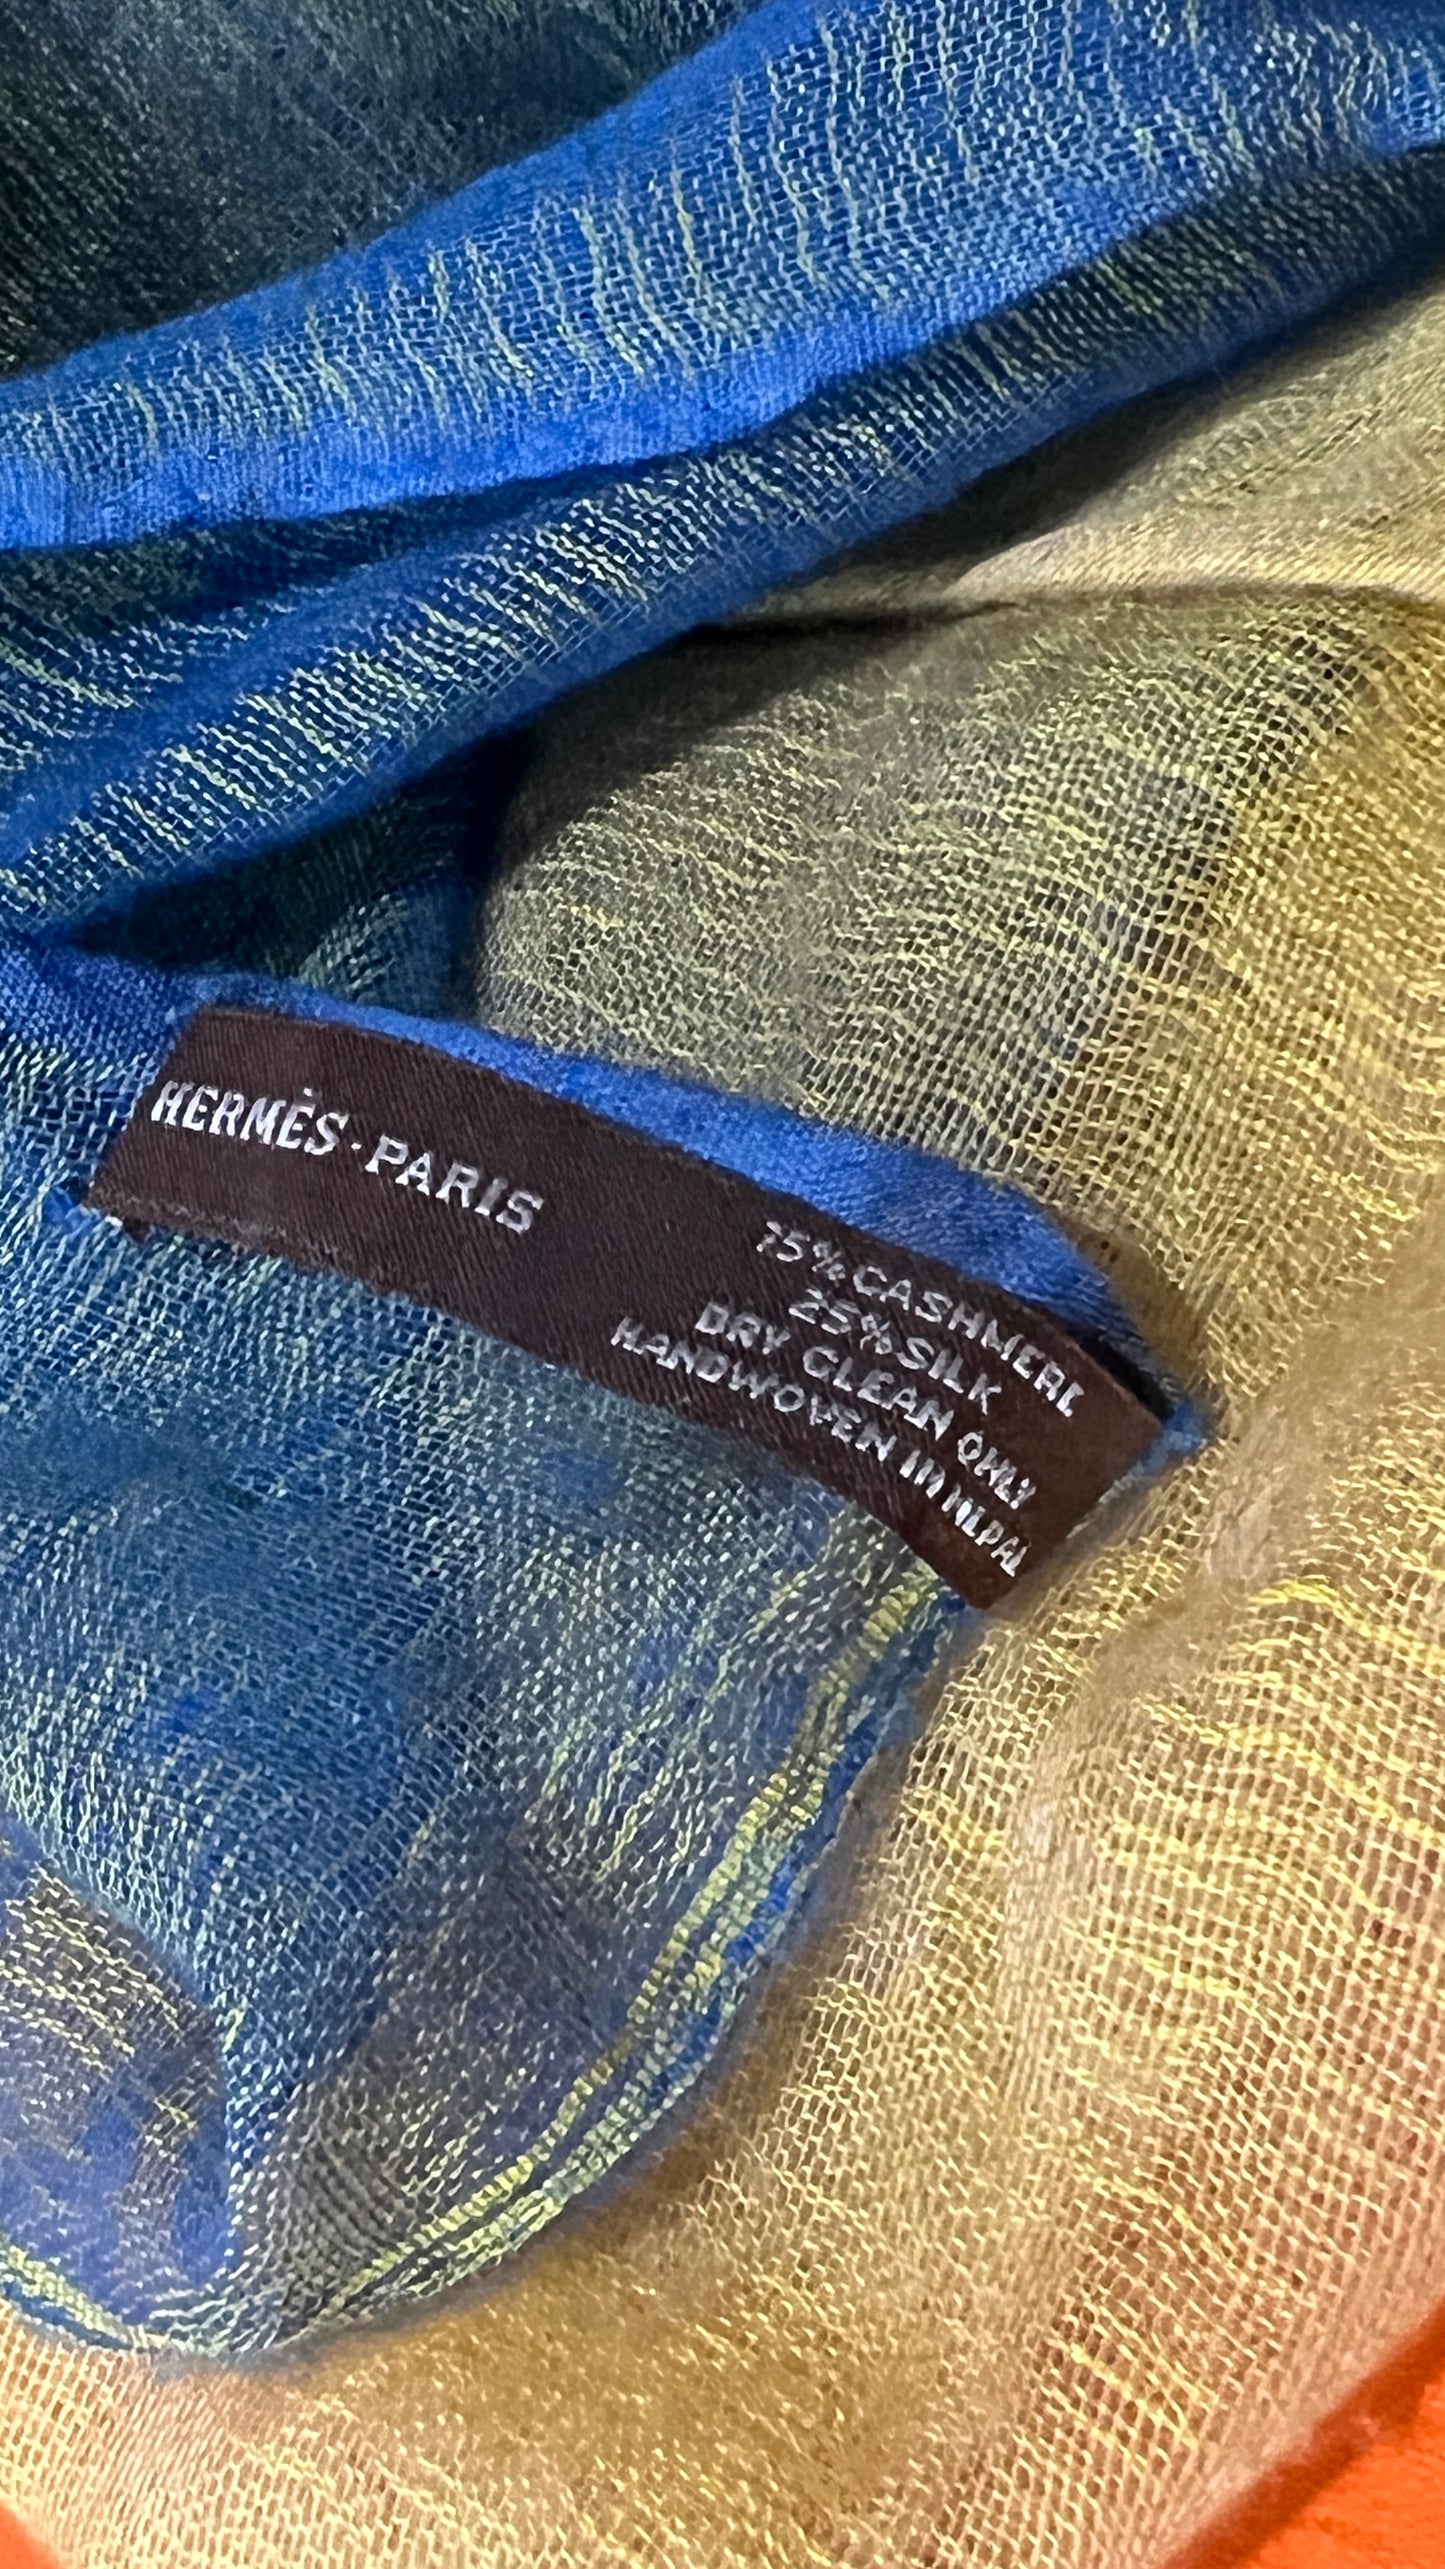 HERMÈS-PARIS
75% CASHMERE
25% SILK
DRY CLEAN ONLY
HANDWOVEN IN NEPAL